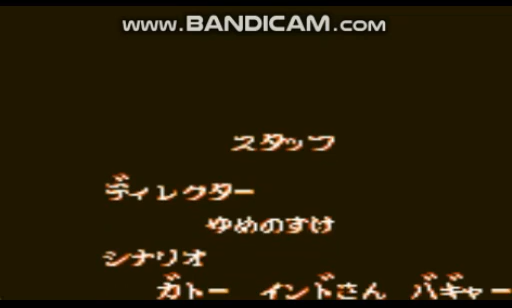 www.BANDICAM.com
スタッフ
ディレクター
ゆめのすけ
シナリオ
ガトー インドさん バギャー